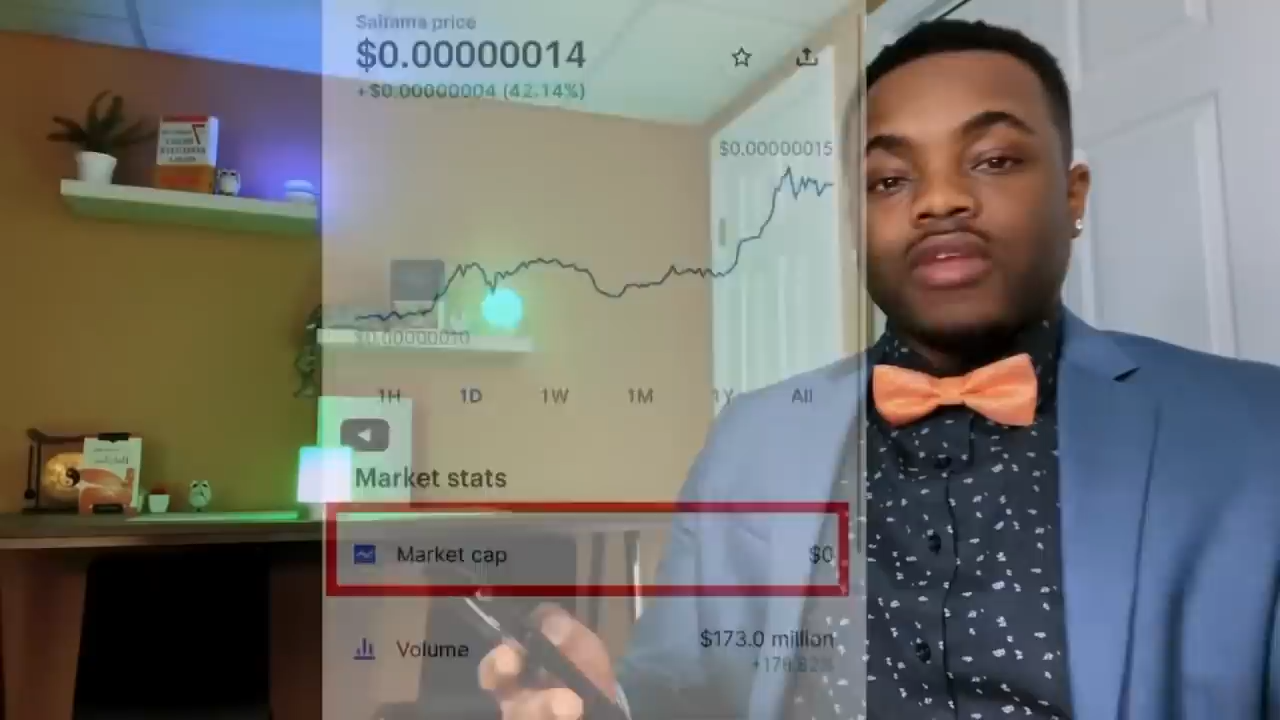 Saitama price
$0.00000014
+$0.00000004 (42.14%)
$0.00000015
$0.00000010
1H 1D 1W 1M 1Y All
Market stats
Market cap $0
Volume $173.0 million